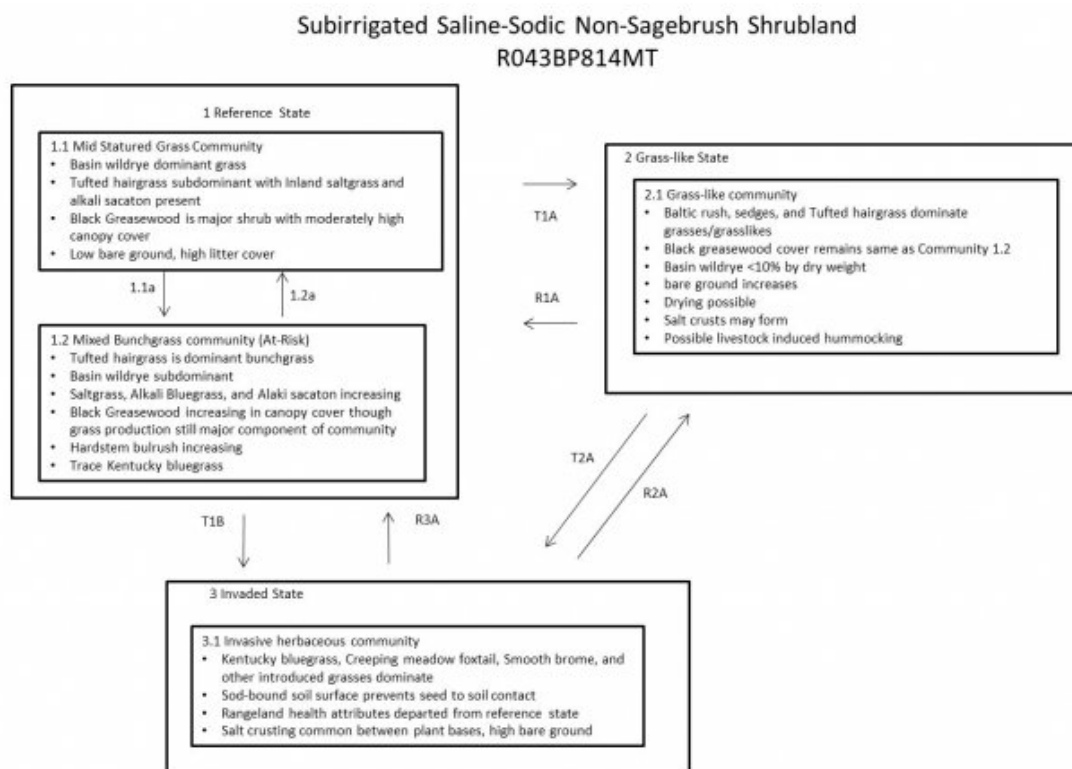 Subirrigated Saline-Sodic Non-Sagebrush Shrubland
R043BP814MT
1 Reference State
1.1 Mid Statured Grass Community
• Basin wildrye dominant grass
• Tufted hairgrass subdominant with Inland saltgrass and
alkali sacaton present
• Black Greasewood is major shrub with moderately high
canopy cover
• Low bare ground, high litter cover
1.1a
1.2a
1.2 Mixed Bunchgrass community (At-Risk)
• Tufted hairgrass is dominant bunchgrass
• Basin wildrye subdominant
• Saltgrass, Alkali Bluegrass, and Alaki sacaton increasing
• Black Greasewood increasing in canopy cover though
grass production still major component of community
• Hardstem bulrush increasing
• Trace Kentucky bluegrass
T1A
R1A
2 Grass-like State
2.1 Grass-like community
• Baltic rush, sedges, and Tufted hairgrass dominate
grasses/grasslikes
• Black greasewood cover remains same as Community 1.2
• Basin wildrye <10% by dry weight
• bare ground increases
• Drying possible
• Salt crusts may form
• Possible livestock induced hummocking
T2A
R2A
T1B
R3A
3 Invaded State
3.1 Invasive herbaceous community
• Kentucky bluegrass, Creeping meadow foxtail, Smooth brome, and
other introduced grasses dominate
• Sod-bound soil surface prevents seed to soil contact
• Rangeland health attributes departed from reference state
• Salt crusting common between plant bases, high bare ground